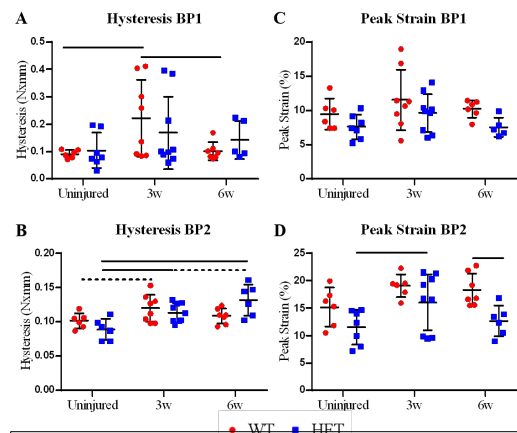 A
Hysteresis BP1
Hysteresis (Nxmm)
0.5
0.4
0.3
0.2
0.1
0.0
Uninjured 3w 6w
C
Peak Strain BP1
Peak Strain (%)
20
15
10
5
0
Uninjured 3w 6w
B
Hysteresis BP2
Hysteresis (Nxmm)
0.20
0.15
0.10
0.05
0.00
Uninjured 3w 6w
D
Peak Strain BP2
Peak Strain (%)
25
20
15
10
5
0
Uninjured 3w 6w
WT HET